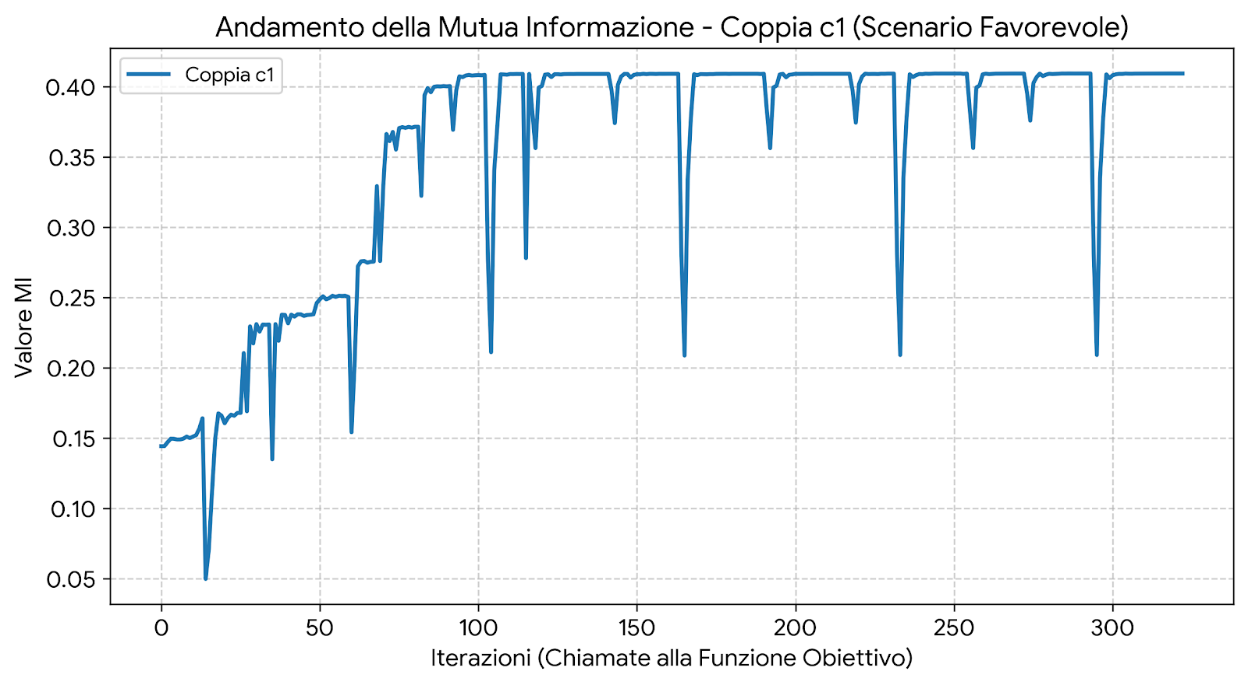 Andamento della Mutua Informazione - Coppia c1 (Scenario Favorevole)
Coppia c1
0.40
0.35
0.30
0.25
0.20
0.15
0.10
0.05
Valore MI
0 50 100 150 200 250 300
Iterazioni (Chiamate alla Funzione Obiettivo)